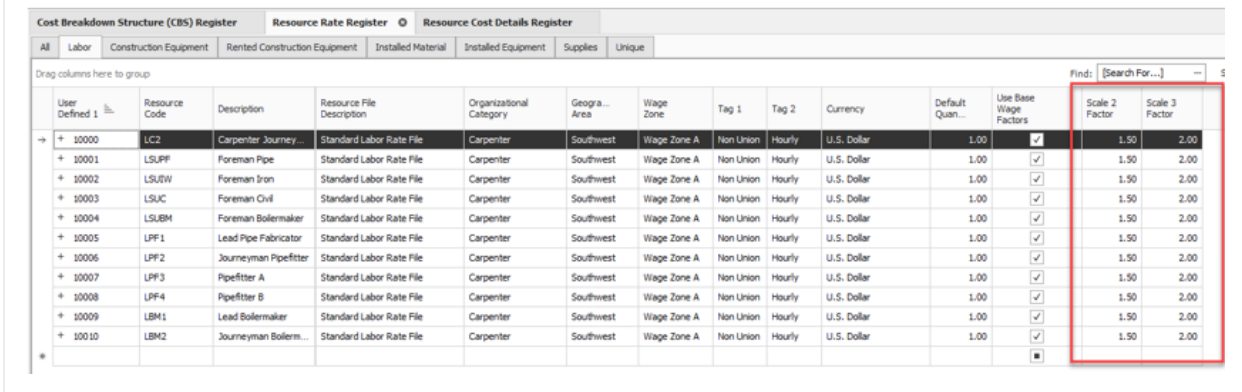 Cost Breakdown Structure (CBS) Register Resource Rate Register Resource Cost Details Register
All Labor Construction Equipment Rented Construction Equipment Installed Material Installed Equipment Supplies Unique
Drag columns here to group Find: [Search For...] ... S
User Defined 1 Resource Code Description Resource File Description Organizational Category Geogra... Area Wage Zone Tag 1 Tag 2 Currency Default Quan... Use Base Wage Factors Scale 2 Factor Scale 3 Factor
+ 10000 LC2 Carpenter Journey... Standard Labor Rate File Carpenter Southwest Wage Zone A Non Union Hourly U.S. Dollar 1.00 1.50 2.00
+ 10001 LSUPF Foreman Pipe Standard Labor Rate File Carpenter Southwest Wage Zone A Non Union Hourly U.S. Dollar 1.00 1.50 2.00
+ 10002 LSUIW Foreman Iron Standard Labor Rate File Carpenter Southwest Wage Zone A Non Union Hourly U.S. Dollar 1.00 1.50 2.00
+ 10003 LSUC Foreman Civil Standard Labor Rate File Carpenter Southwest Wage Zone A Non Union Hourly U.S. Dollar 1.00 1.50 2.00
+ 10004 LSUBM Foreman Boilermaker Standard Labor Rate File Carpenter Southwest Wage Zone A Non Union Hourly U.S. Dollar 1.00 1.50 2.00
+ 10005 LPF1 Lead Pipe Fabricator Standard Labor Rate File Carpenter Southwest Wage Zone A Non Union Hourly U.S. Dollar 1.00 1.50 2.00
+ 10006 LPF2 Journeyman Pipefitter Standard Labor Rate File Carpenter Southwest Wage Zone A Non Union Hourly U.S. Dollar 1.00 1.50 2.00
+ 10007 LPF3 Pipefitter A Standard Labor Rate File Carpenter Southwest Wage Zone A Non Union Hourly U.S. Dollar 1.00 1.50 2.00
+ 10008 LPF4 Pipefitter B Standard Labor Rate File Carpenter Southwest Wage Zone A Non Union Hourly U.S. Dollar 1.00 1.50 2.00
+ 10009 LBM1 Lead Boilermaker Standard Labor Rate File Carpenter Southwest Wage Zone A Non Union Hourly U.S. Dollar 1.00 1.50 2.00
+ 10010 LBM2 Journeyman Boilerm... Standard Labor Rate File Carpenter Southwest Wage Zone A Non Union Hourly U.S. Dollar 1.00 1.50 2.00